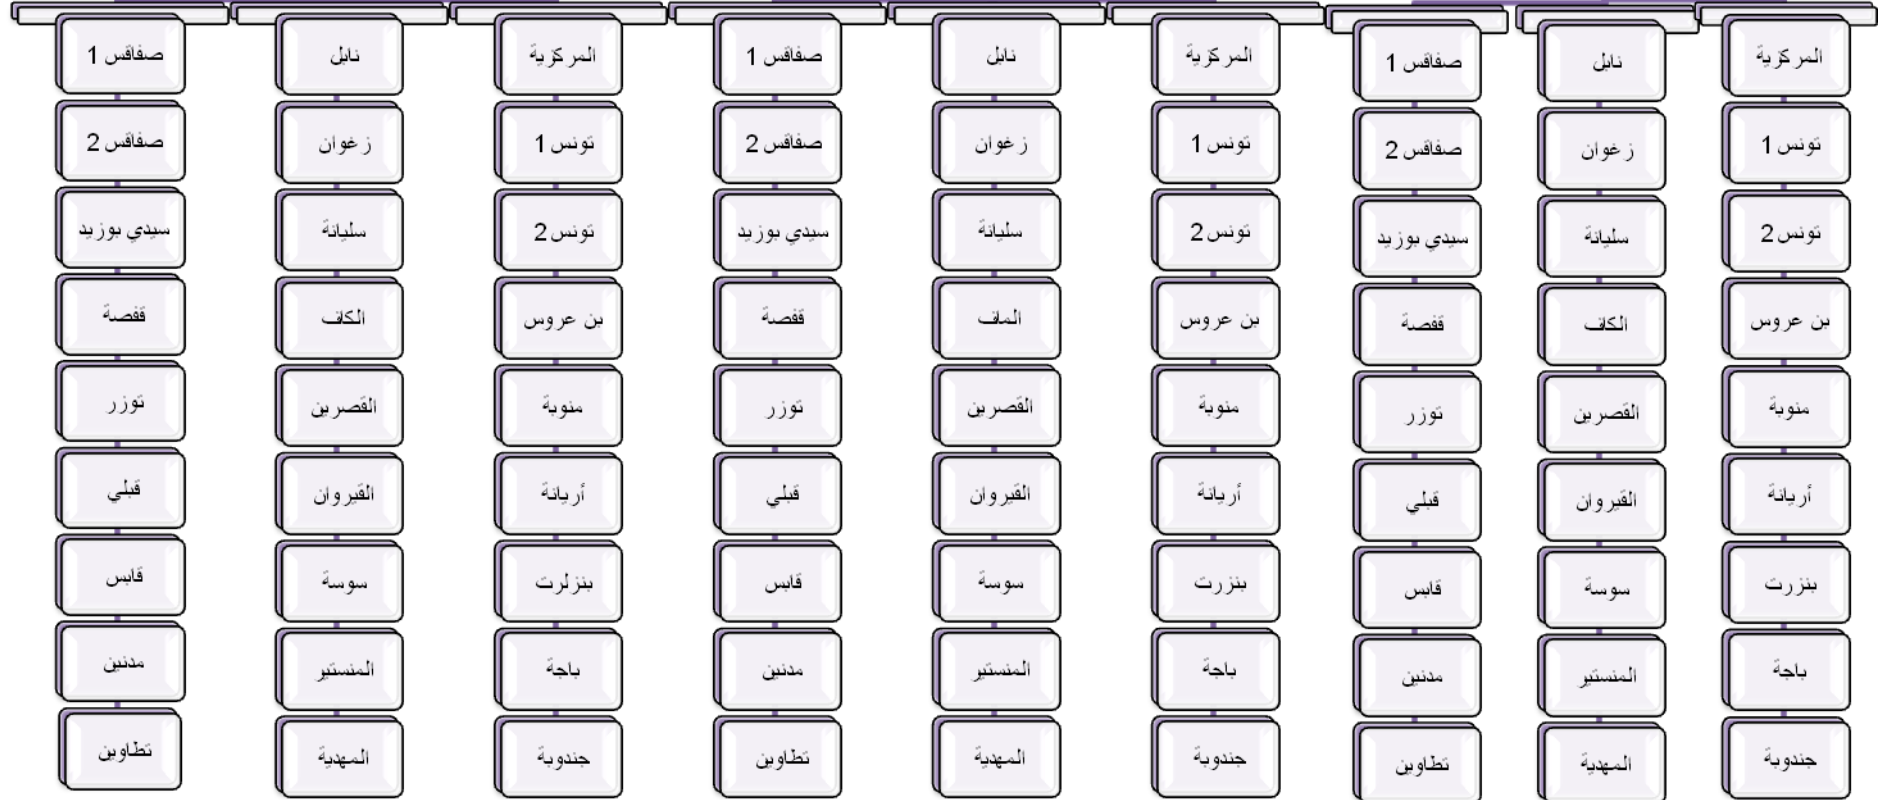 المركزية
تونس 1
تونس 2
بن عروس
منوبة
أريانة
بنزرت
باجة
جندوبة
نابل
زغوان
سليانة
الكاف
القصرين
القيروان
سوسة
المنستير
المهدية
صفاقس 1
صفاقس 2
سيدي بوزيد
قفصة
توزر
قبلي
قابس
مدنين
تطاوين
المركزية
تونس 1
تونس 2
بن عروس
منوبة
أريانة
بنزرت
باجة
جندوبة
نابل
زغوان
سليانة
الماف
القصرين
القيروان
سوسة
المنستير
المهدية
صفاقس 1
صفاقس 2
سيدي بوزيد
قفصة
توزر
قبلي
قابس
مدنين
تطاوين
المركزية
تونس 1
تونس 2
بن عروس
منوبة
أريانة
بنزلرت
باجة
جندوبة
نابل
زغوان
سليانة
الكاف
القصرين
القيروان
سوسة
المنستير
المهدية
صفاقس 1
صفاقس 2
سيدي بوزيد
قفصة
توزر
قبلي
قابس
مدنين
تطاوين